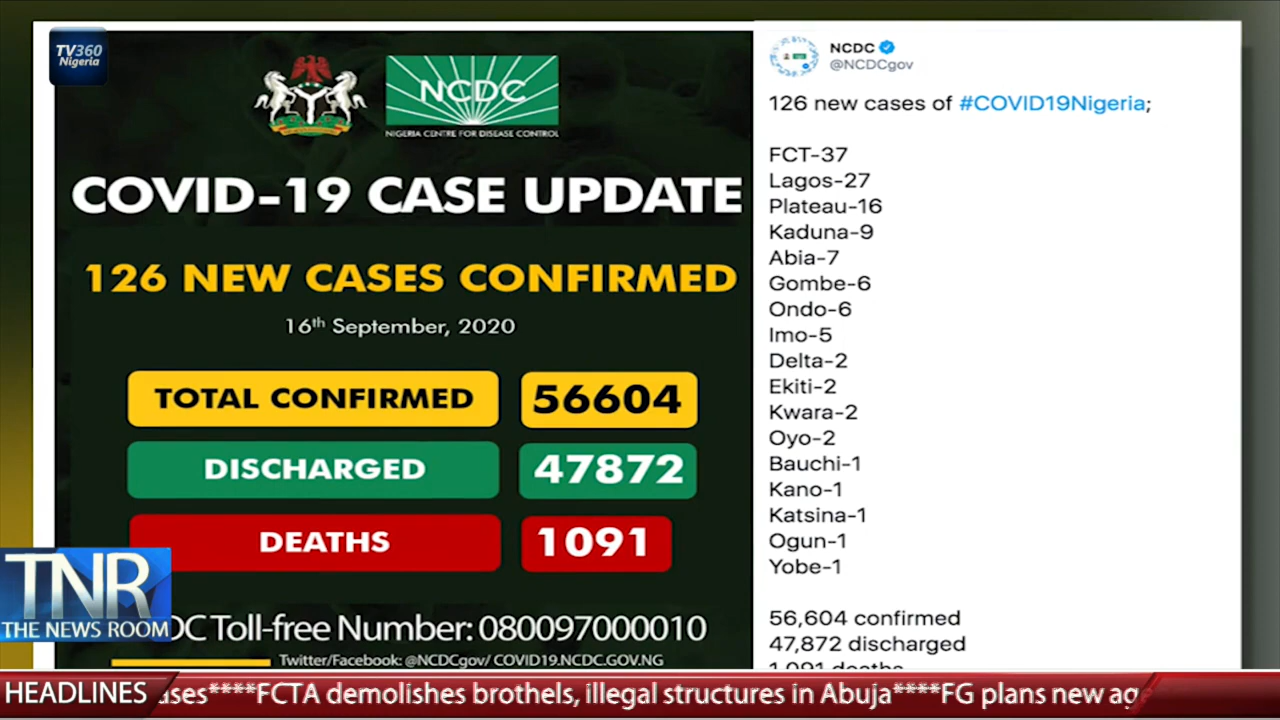 TV360
Nigeria
NCDC
NIGERIA CENTRE FOR DISEASE CONTROL
COVID-19 CASE UPDATE
126 NEW CASES CONFIRMED
16th September, 2020
TOTAL CONFIRMED 56604
DISCHARGED 47872
DEATHS 1091
DC Toll-free Number: 080097000010
Twitter/Facebook: @NCDCgov/ COVID19.NCDC.GOV.NG
NCDC
@NCDCgov
126 new cases of #COVID19Nigeria;
FCT-37
Lagos-27
Plateau-16
Kaduna-9
Abia-7
Gombe-6
Ondo-6
Imo-5
Delta-2
Ekiti-2
Kwara-2
Oyo-2
Bauchi-1
Kano-1
Katsina-1
Ogun-1
Yobe-1
56,604 confirmed
47,872 discharged
1,091 deaths
TNR
THE NEWS ROOM
HEADLINES ases****FCTA demolishes brothels, illegal structures in Abuja****FG plans new age